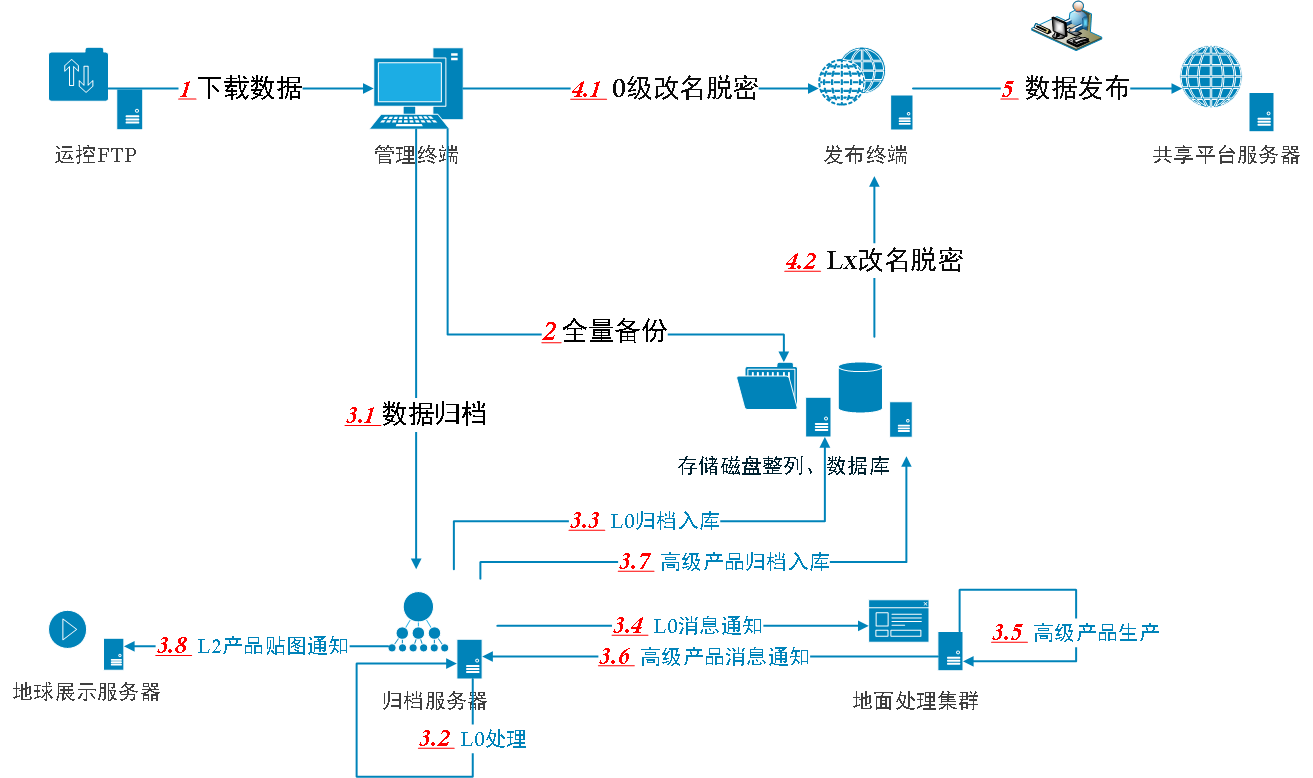 1 下载数据
4.1 0级改名脱密
5 数据发布
运控FTP
管理终端
发布终端
共享平台服务器
4.2 Lx改名脱密
2 全量备份
3.1 数据归档
存储磁盘整列、数据库
3.3 L0归档入库
3.7 高级产品归档入库
3.4 L0消息通知
3.5 高级产品生产
3.8 L2产品贴图通知
3.6 高级产品消息通知
地球展示服务器
归档服务器
地面处理集群
3.2 L0处理